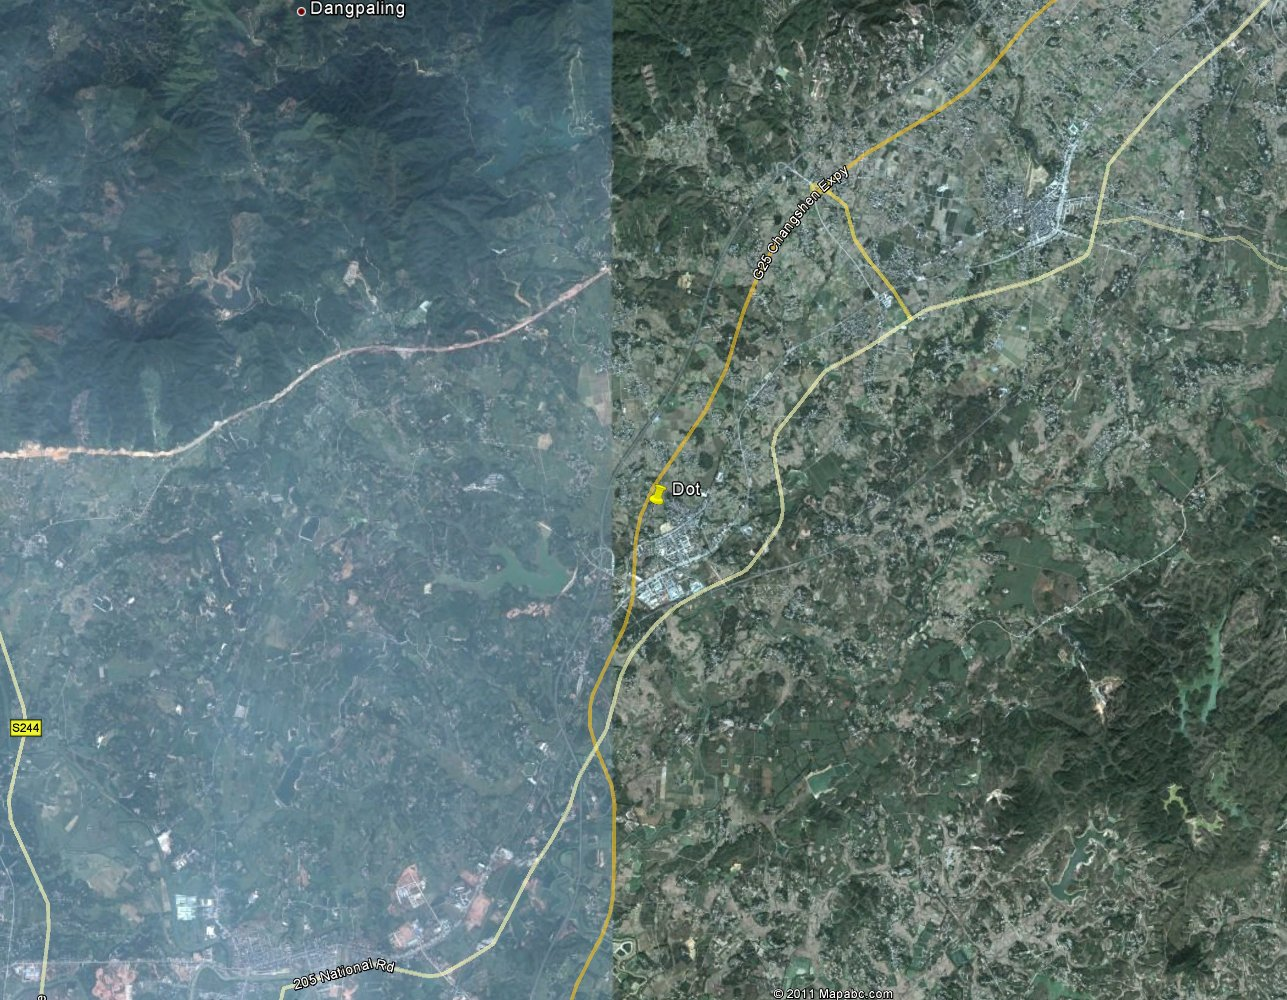 Dangpaling
G25 Changshen Expy
Dot
S244
205 National Rd
© 2011 Mapabc.com